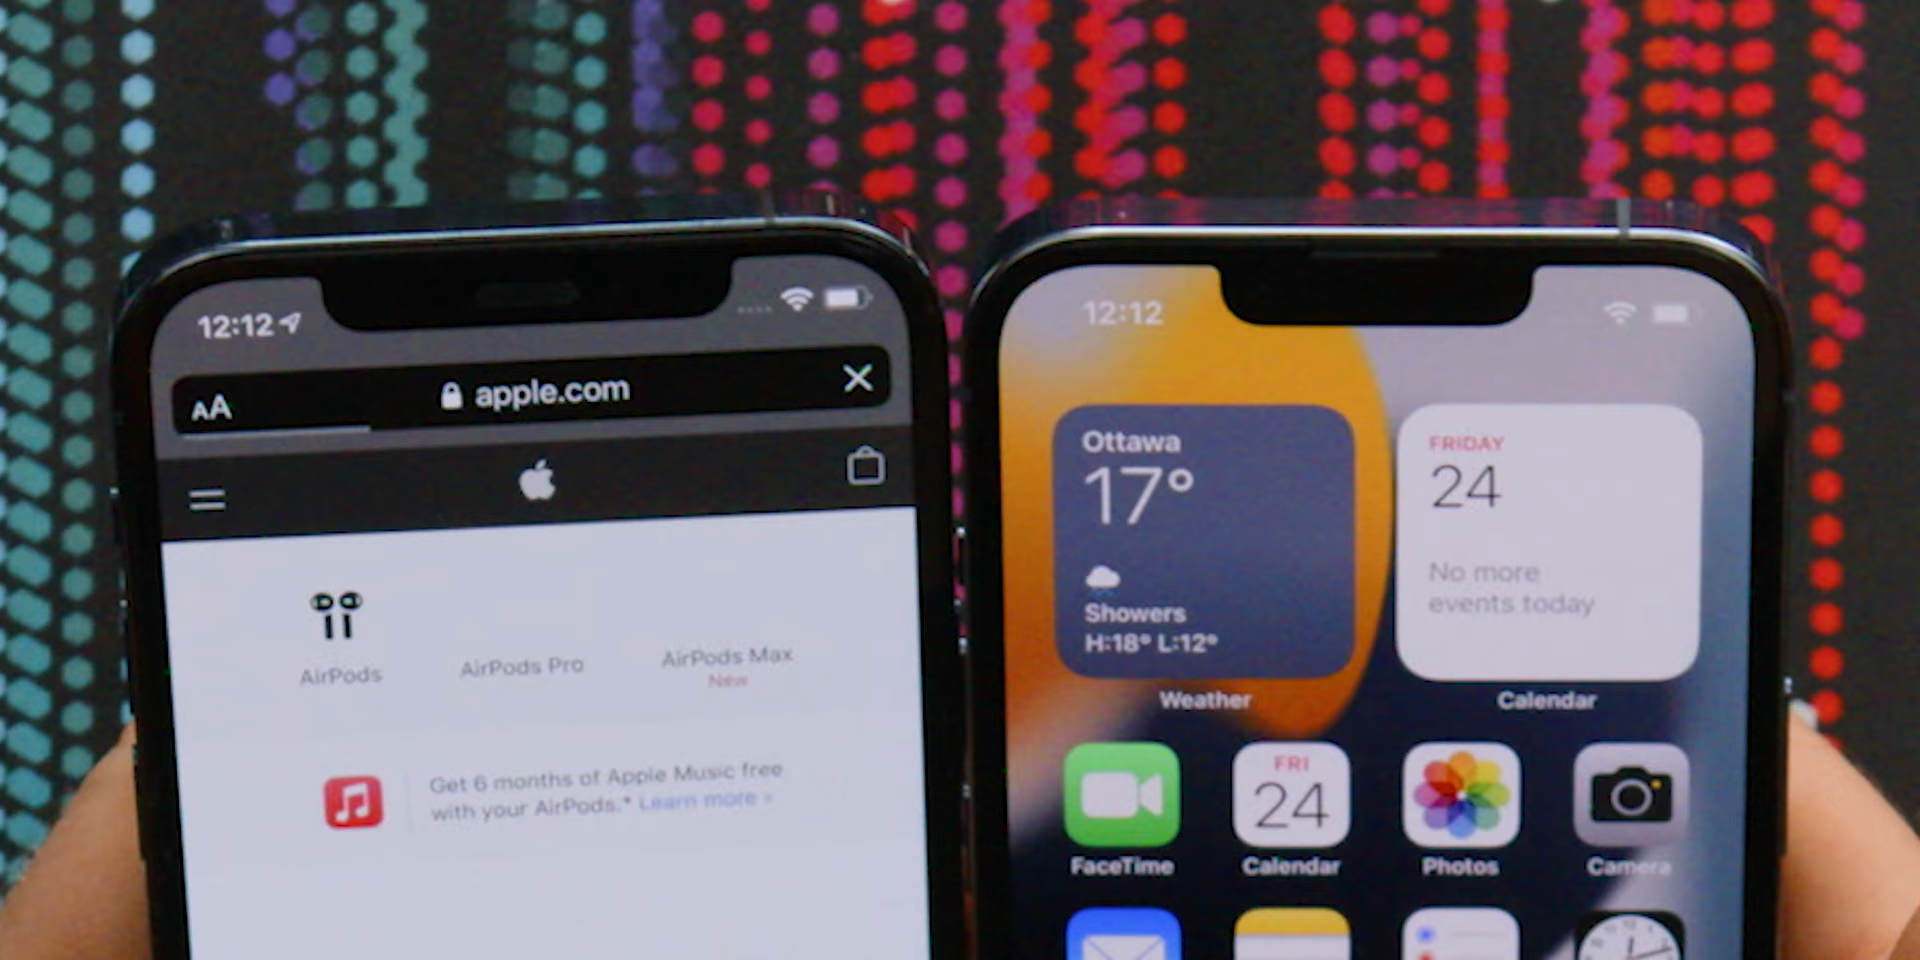 12:12
AA
apple.com
AirPods
AirPods Pro
AirPods Max
New
Get 6 months of Apple Music free
with your AirPods.* Learn more >
12:12
Ottawa
17°
Showers
H:18° L:12°
Weather
FRIDAY
24
No more
events today
Calendar
FaceTime
FRI
24
Calendar
Photos
Camera